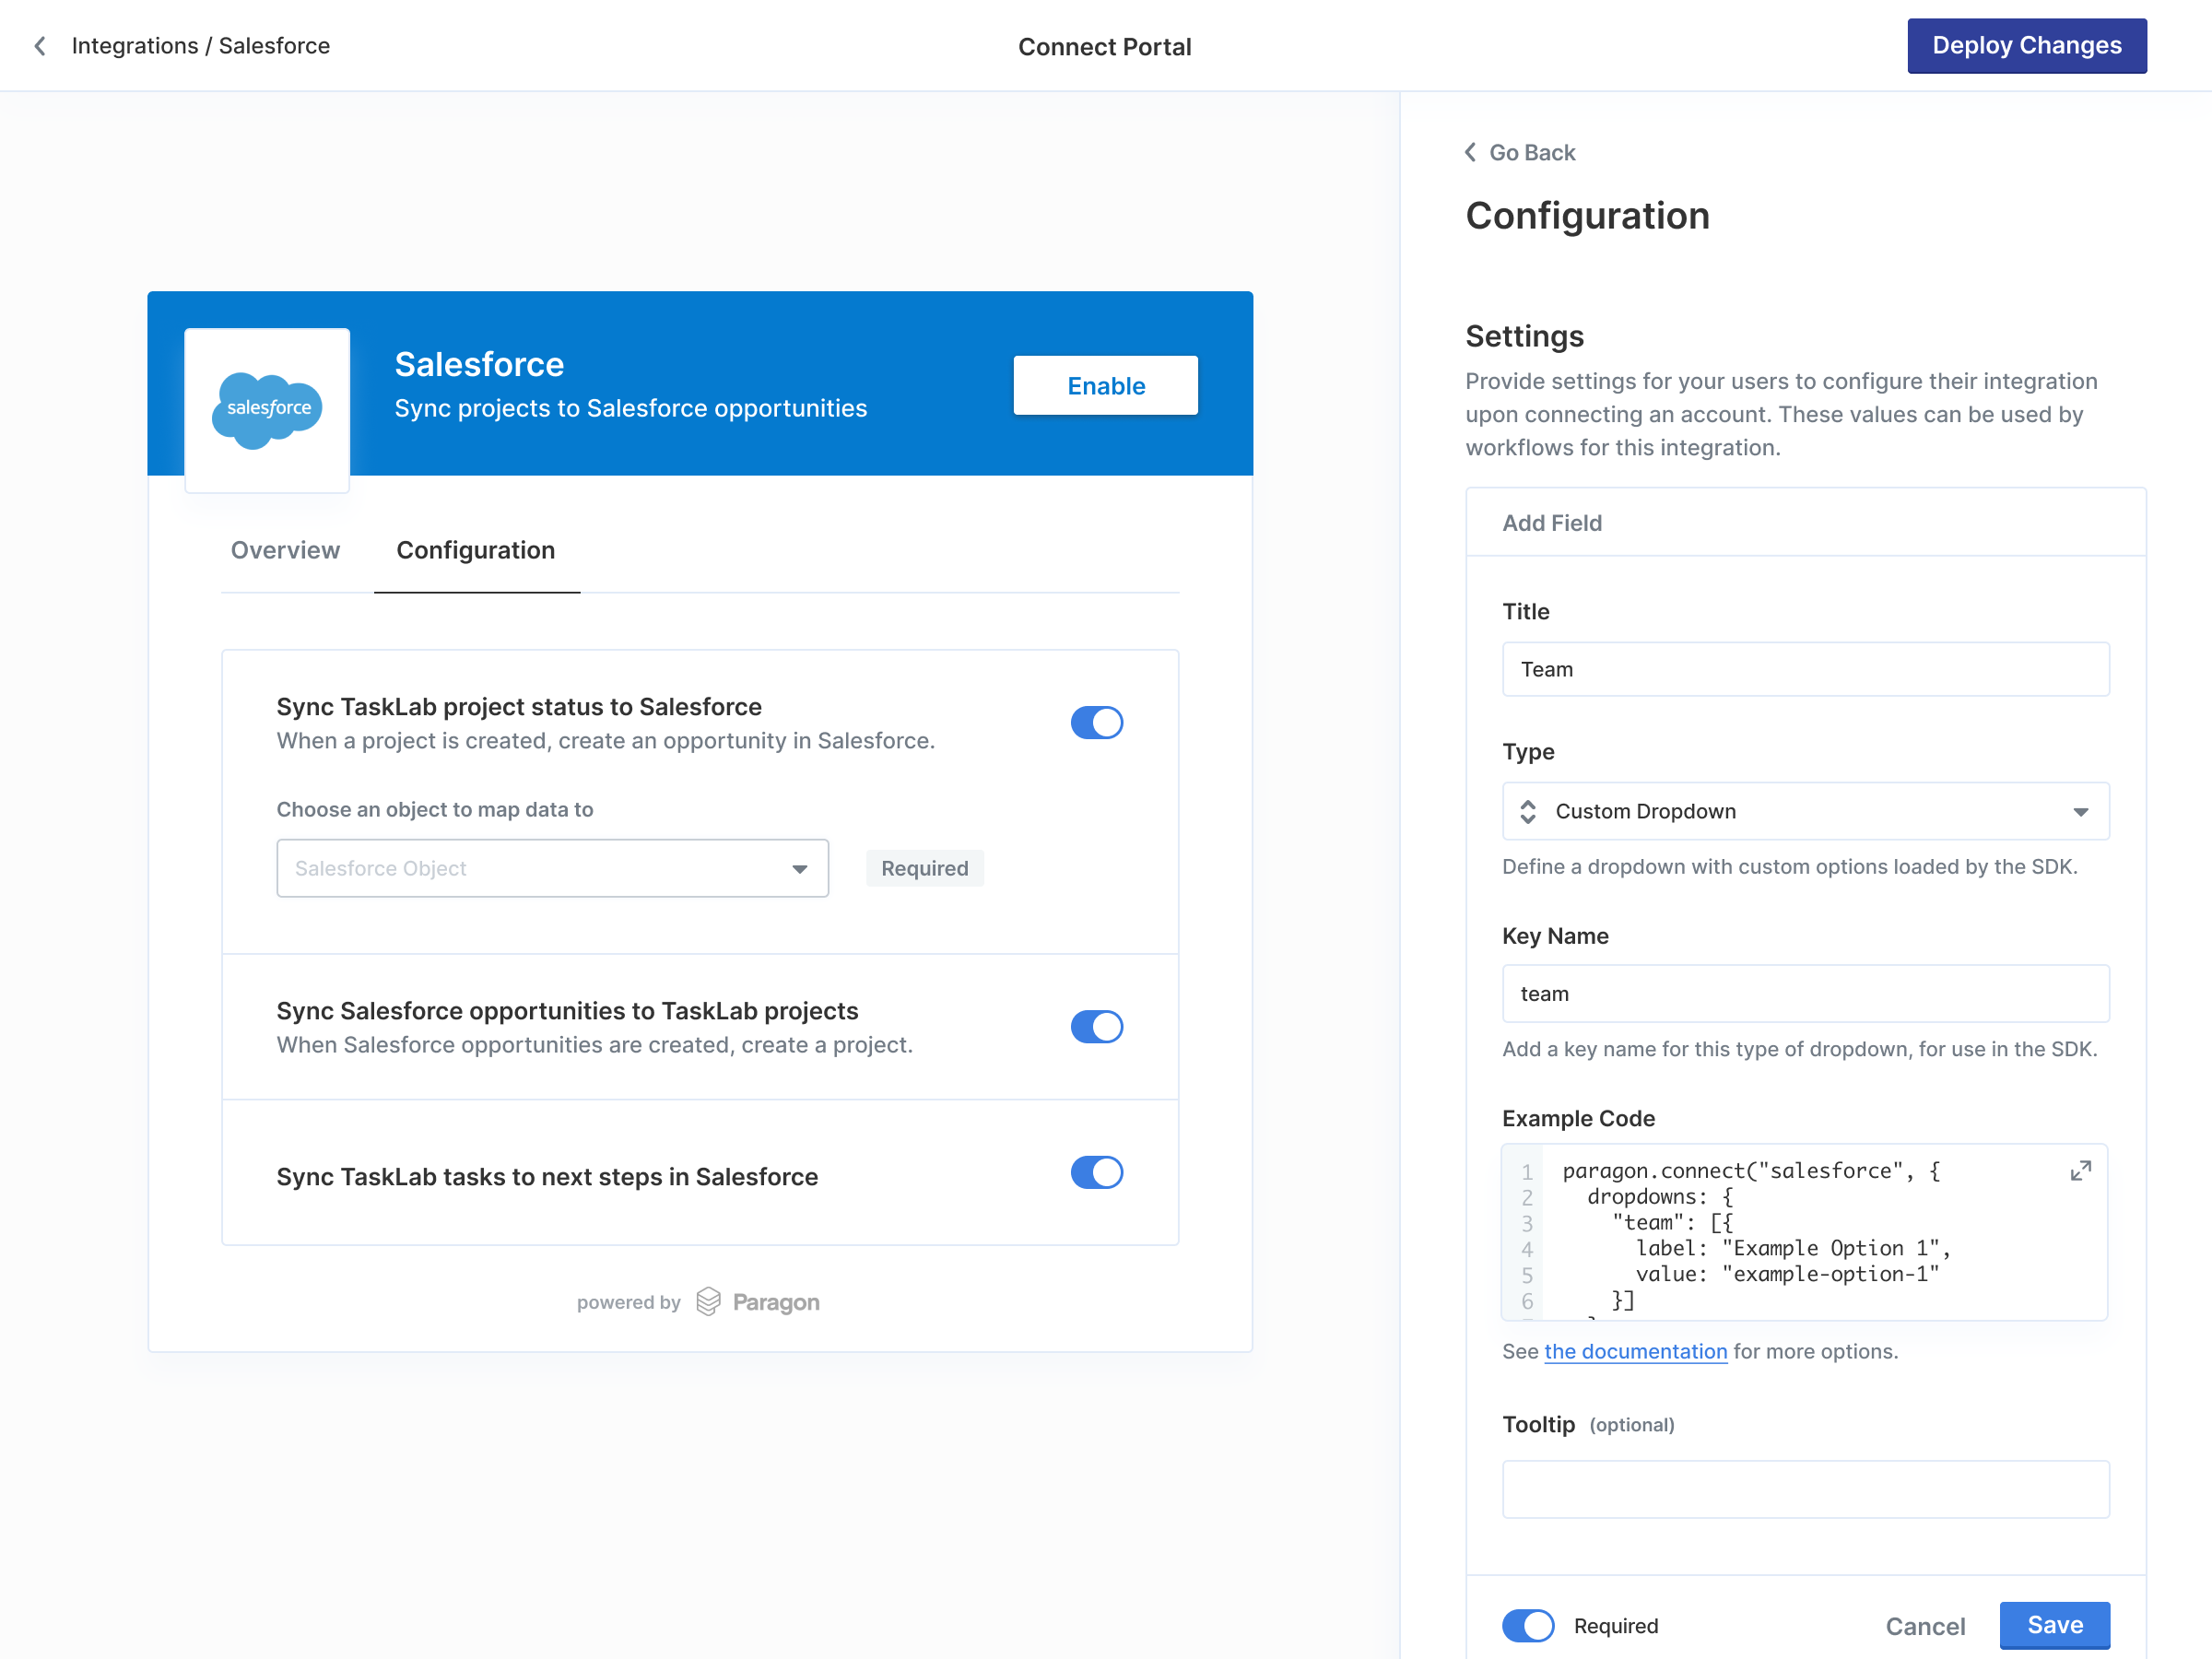 Integrations / Salesforce
Connect Portal
Deploy Changes
salesforce
Salesforce
Sync projects to Salesforce opportunities
Enable
Overview
Configuration
Sync TaskLab project status to Salesforce
When a project is created, create an opportunity in Salesforce.
Choose an object to map data to
Salesforce Object
Required
Sync Salesforce opportunities to TaskLab projects
When Salesforce opportunities are created, create a project.
Sync TaskLab tasks to next steps in Salesforce
powered by Paragon
Go Back
Configuration
Settings
Provide settings for your users to configure their integration
upon connecting an account. These values can be used by
workflows for this integration.
Add Field
Title
Team
Type
Custom Dropdown
Define a dropdown with custom options loaded by the SDK.
Key Name
team
Add a key name for this type of dropdown, for use in the SDK.
Example Code
1 paragon.connect("salesforce", {
2 dropdowns: {
3 "team": [{
4 label: "Example Option 1",
5 value: "example-option-1"
6 }]
See the documentation for more options.
Tooltip (optional)
Required
Cancel
Save